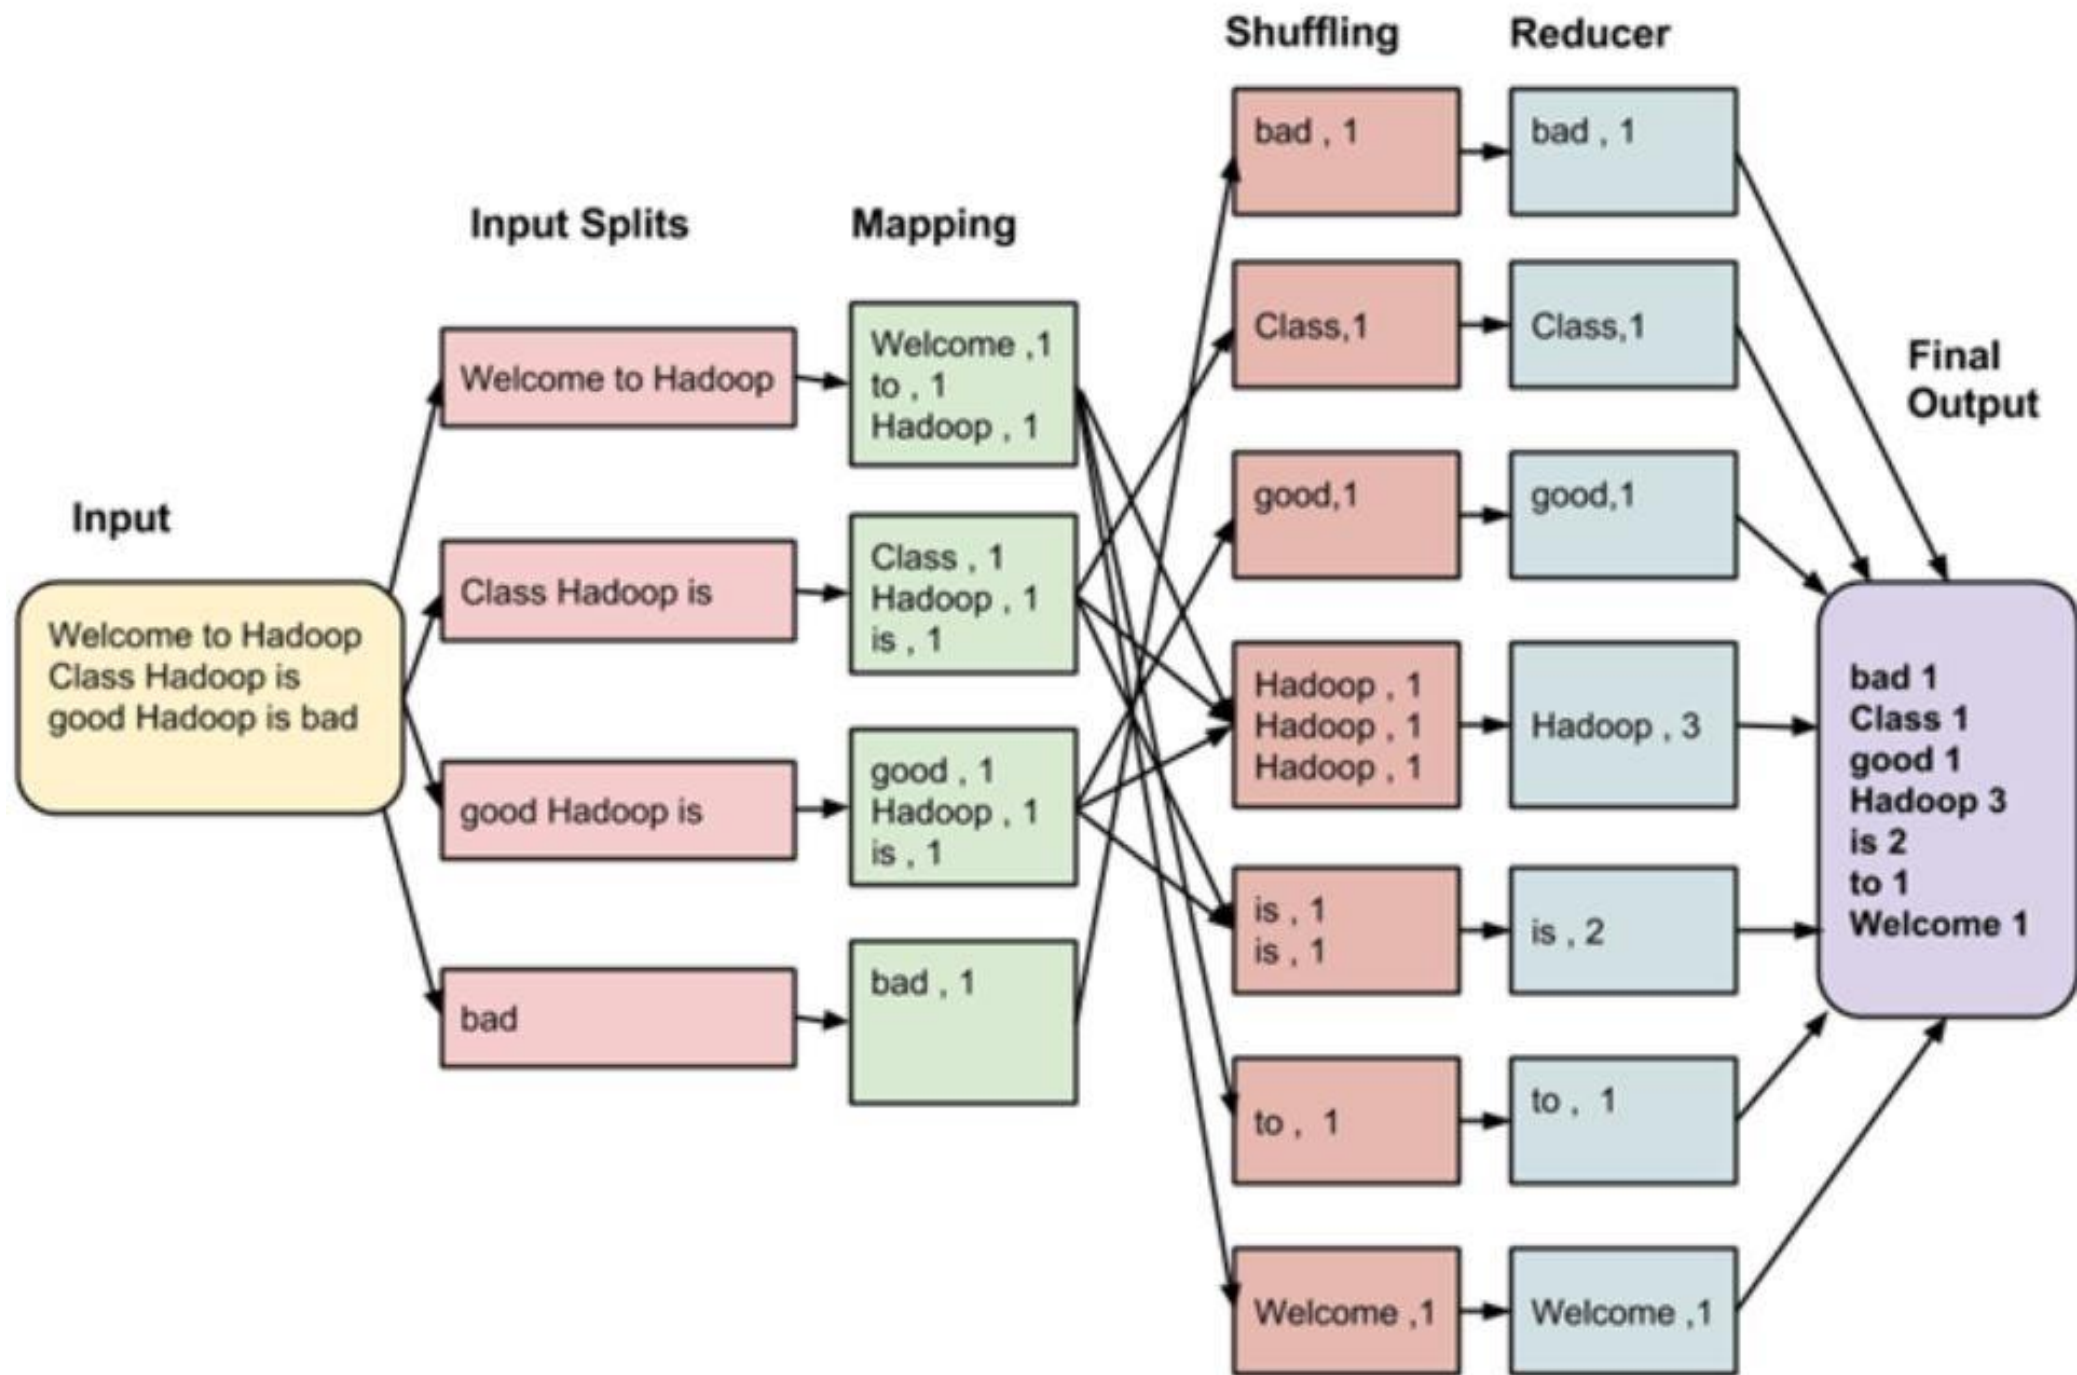 Input
Welcome to Hadoop
Class Hadoop is
good Hadoop is bad
Input Splits
Welcome to Hadoop
Class Hadoop is
good Hadoop is
bad
Mapping
Welcome ,1
to , 1
Hadoop , 1
Class , 1
Hadoop , 1
is , 1
good , 1
Hadoop , 1
is , 1
bad , 1
Shuffling
bad , 1
Class,1
good,1
Hadoop , 1
Hadoop , 1
Hadoop , 1
is , 1
is , 1
to , 1
Welcome ,1
Reducer
bad , 1
Class,1
good,1
Hadoop , 3
is , 2
to , 1
Welcome ,1
Final
Output
bad 1
Class 1
good 1
Hadoop 3
is 2
to 1
Welcome 1